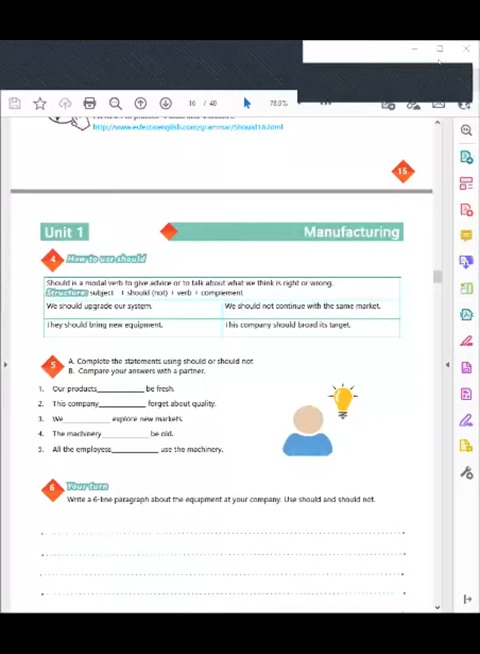 16 / 49
78.9%
http://www.eclecticenglish.com/grammar/Should1A.html
15
Unit 1
Manufacturing
4
How to use should
Should is a modal verb to give advice or to talk about what we think is right or wrong.
Structure: subject + should (not) + verb + complement
We should upgrade our system.
We should not continue with the same market.
They should bring new equipment.
This company should broad its target.
5
A. Complete the statements using should or should not
B. Compare your answers with a partner.
1. Our products____________ be fresh.
2. This company____________ forget about quality.
3. We____________ explore new markets.
4. The machinery____________ be old.
5. All the employess____________ use the machinery.
6
Your turn
Write a 6-line paragraph about the equipment at your company. Use should and should not.